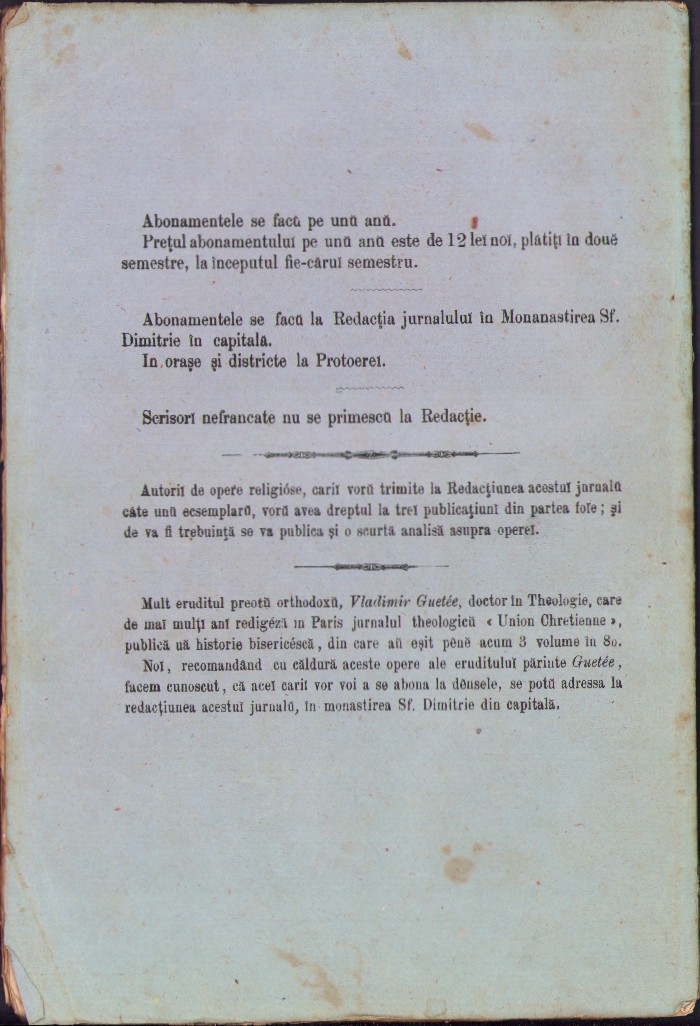 Abonamentele se facŭ pe unŭ anŭ.
Prețul abonamentuluĭ pe unŭ anŭ este de 12 leĭ noĭ, plătițĭ în douĕ
semestre, la începutul fie-căruĭ semestru.
Abonamentele se facŭ la Redacția jurnaluluĭ în Monanastirea Sf.
Dimitrie în capitală.
In orașe și districte la Protoereĭ.
Scrisorĭ nefrancate nu se primescŭ la Redacție.
Autoriĭ de opere religióse, cariĭ vorŭ trimite la Redacțiunea acestuĭ jurnalŭ
câte unŭ ecsemplarŭ, vorŭ avea dreptul la treĭ publicațiunĭ din partea foĭe; și
de va fi trebuință se va publica și o scurtă analisă asupra opereĭ.
Mult eruditul preotŭ orthodoxŭ, Vladimir Guetée, doctor în Theologie, care
de maĭ mulțĭ anĭ redigéză in Paris jurnalul theologicŭ « Union Chretienne »,
publică uă historie bisericéscă, din care aŭ eșit pênĕ acum 3 volume în 8o.
Noĭ, recomandând cu căldură aceste opere ale erudituluĭ părinte Guetée,
facem cunoscut, că aceĭ cariĭ vor voi a se abona la dênsele, se potŭ adressa la
redacțiunea acestuĭ jurnalŭ, în monastirea Sf. Dimitrie din capitală.